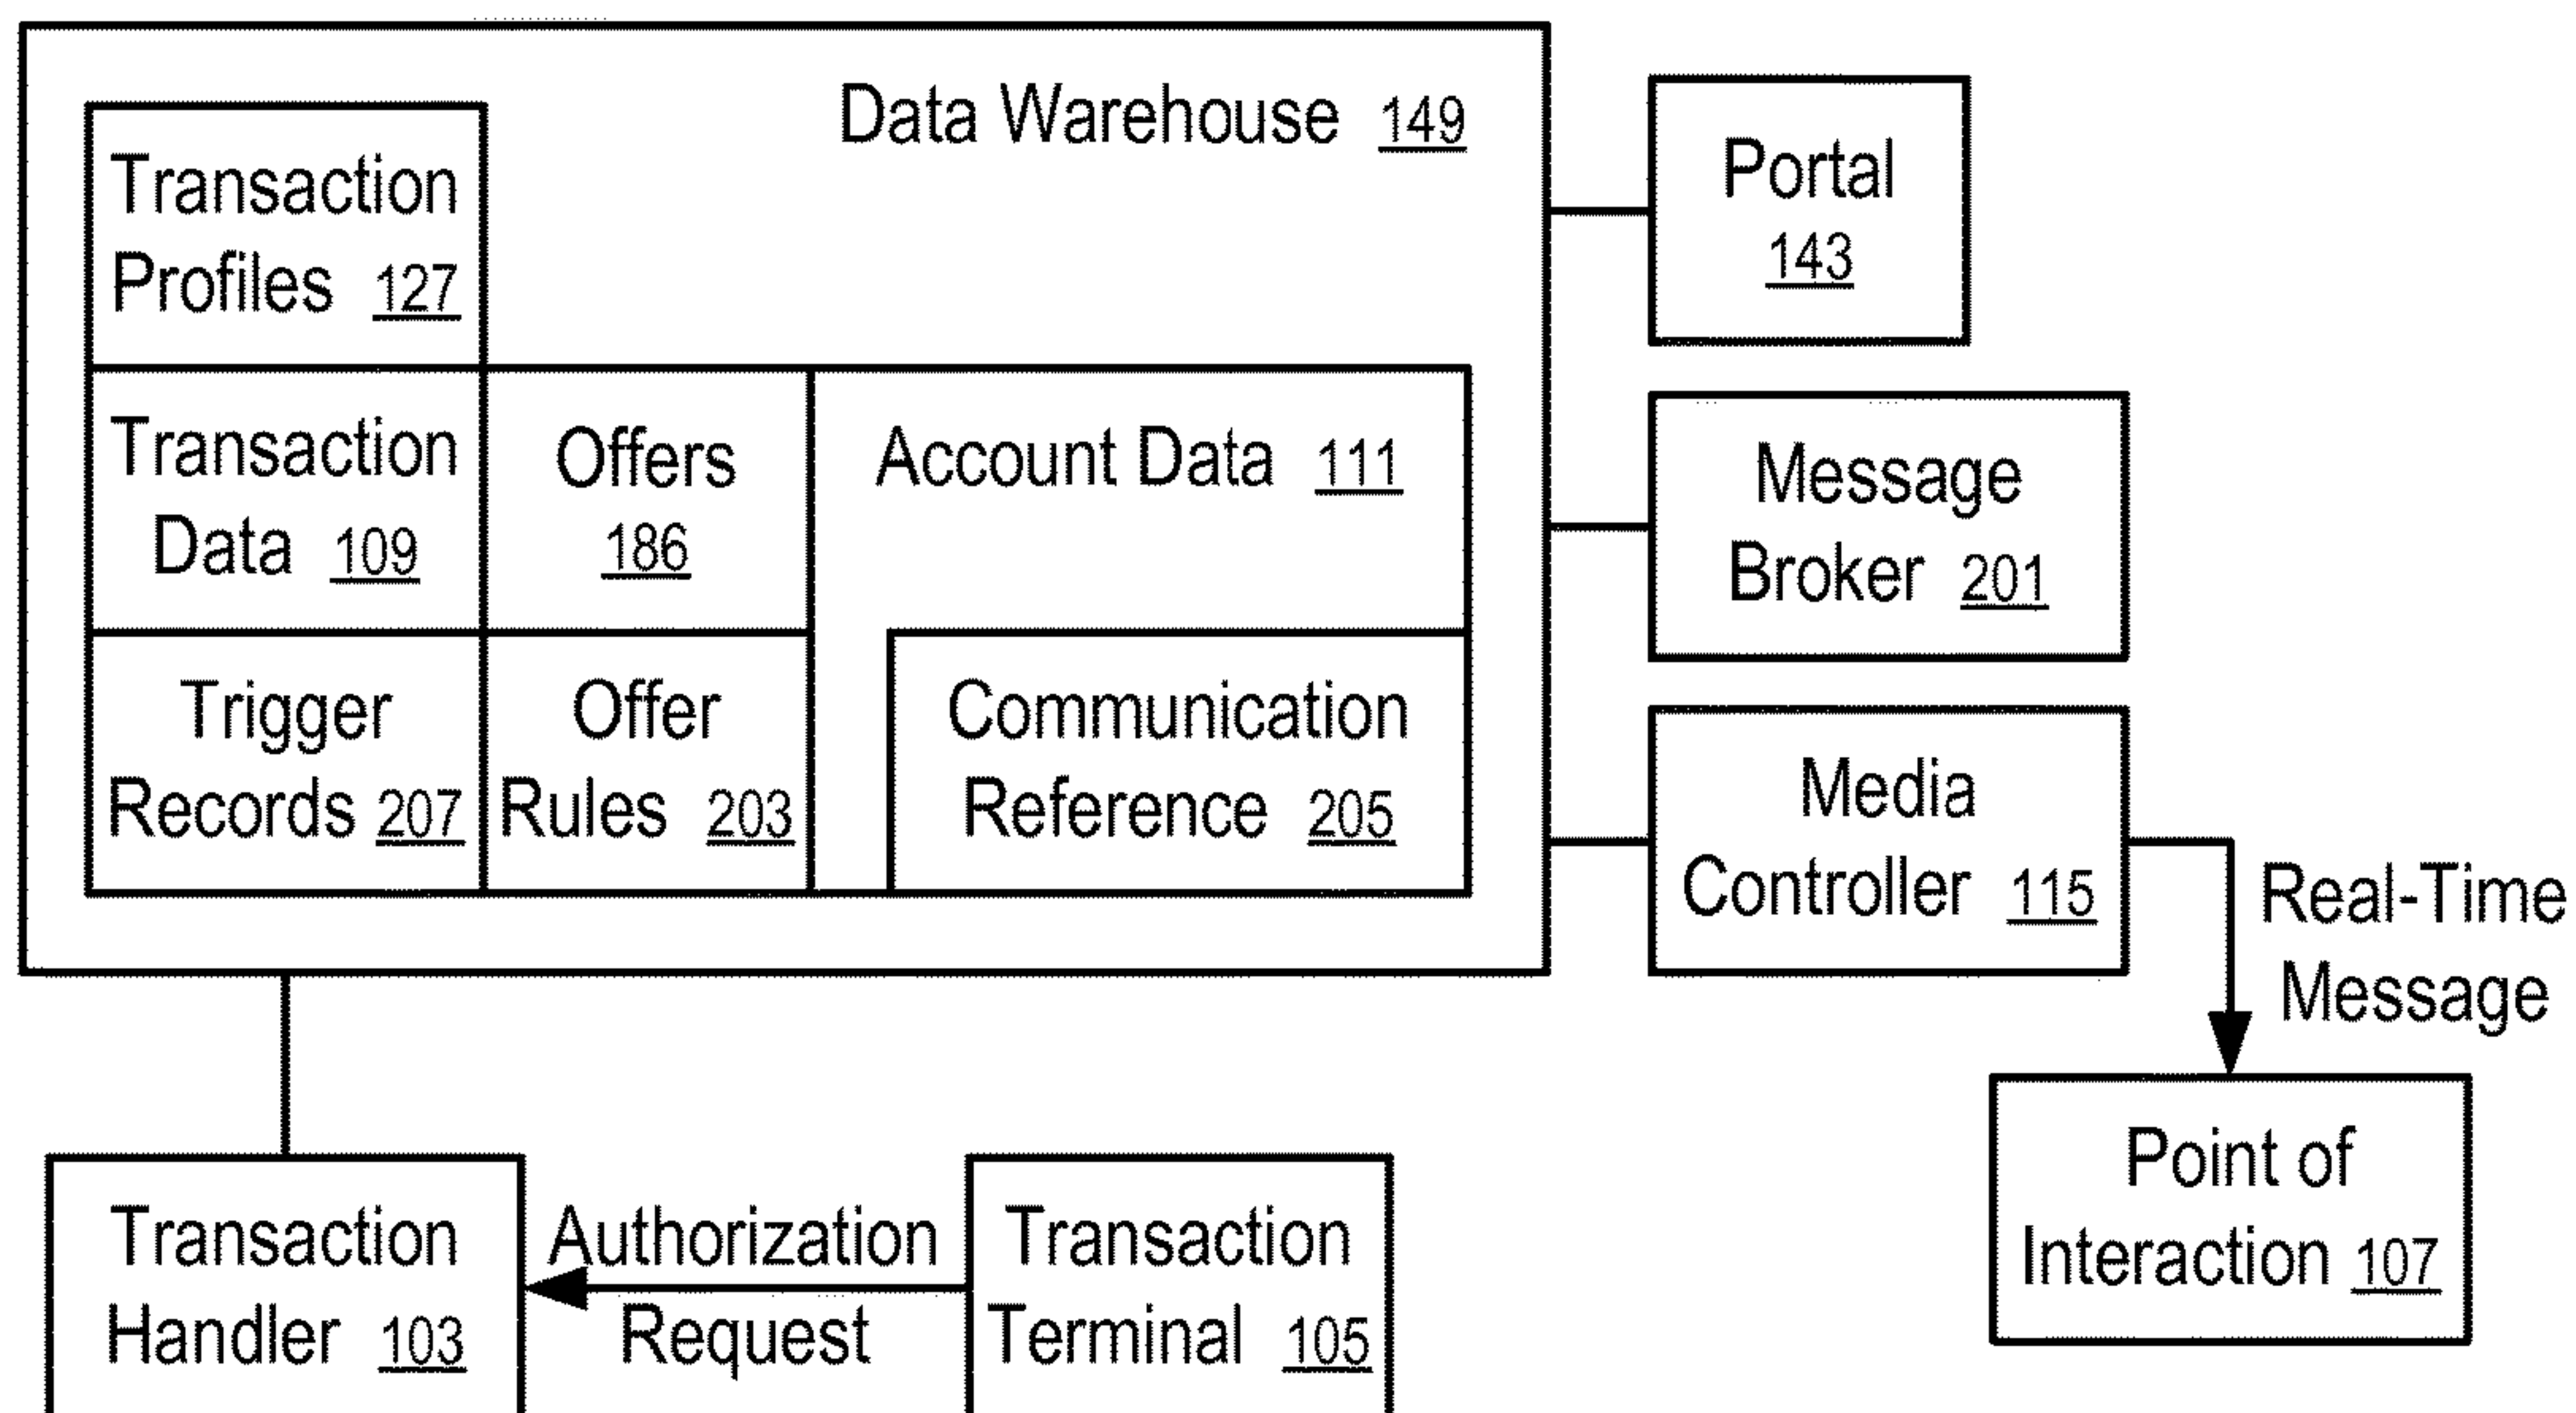 Data Warehouse 149
Transaction
Profiles 127
Transaction
Data 109
Offers
186
Account Data 111
Trigger
Records 207
Offer
Rules 203
Communication
Reference 205
Portal
143
Message
Broker 201
Media
Controller 115
Real-Time
Message
Point of
Interaction 107
Transaction
Handler 103
Authorization
Request
Transaction
Terminal 105